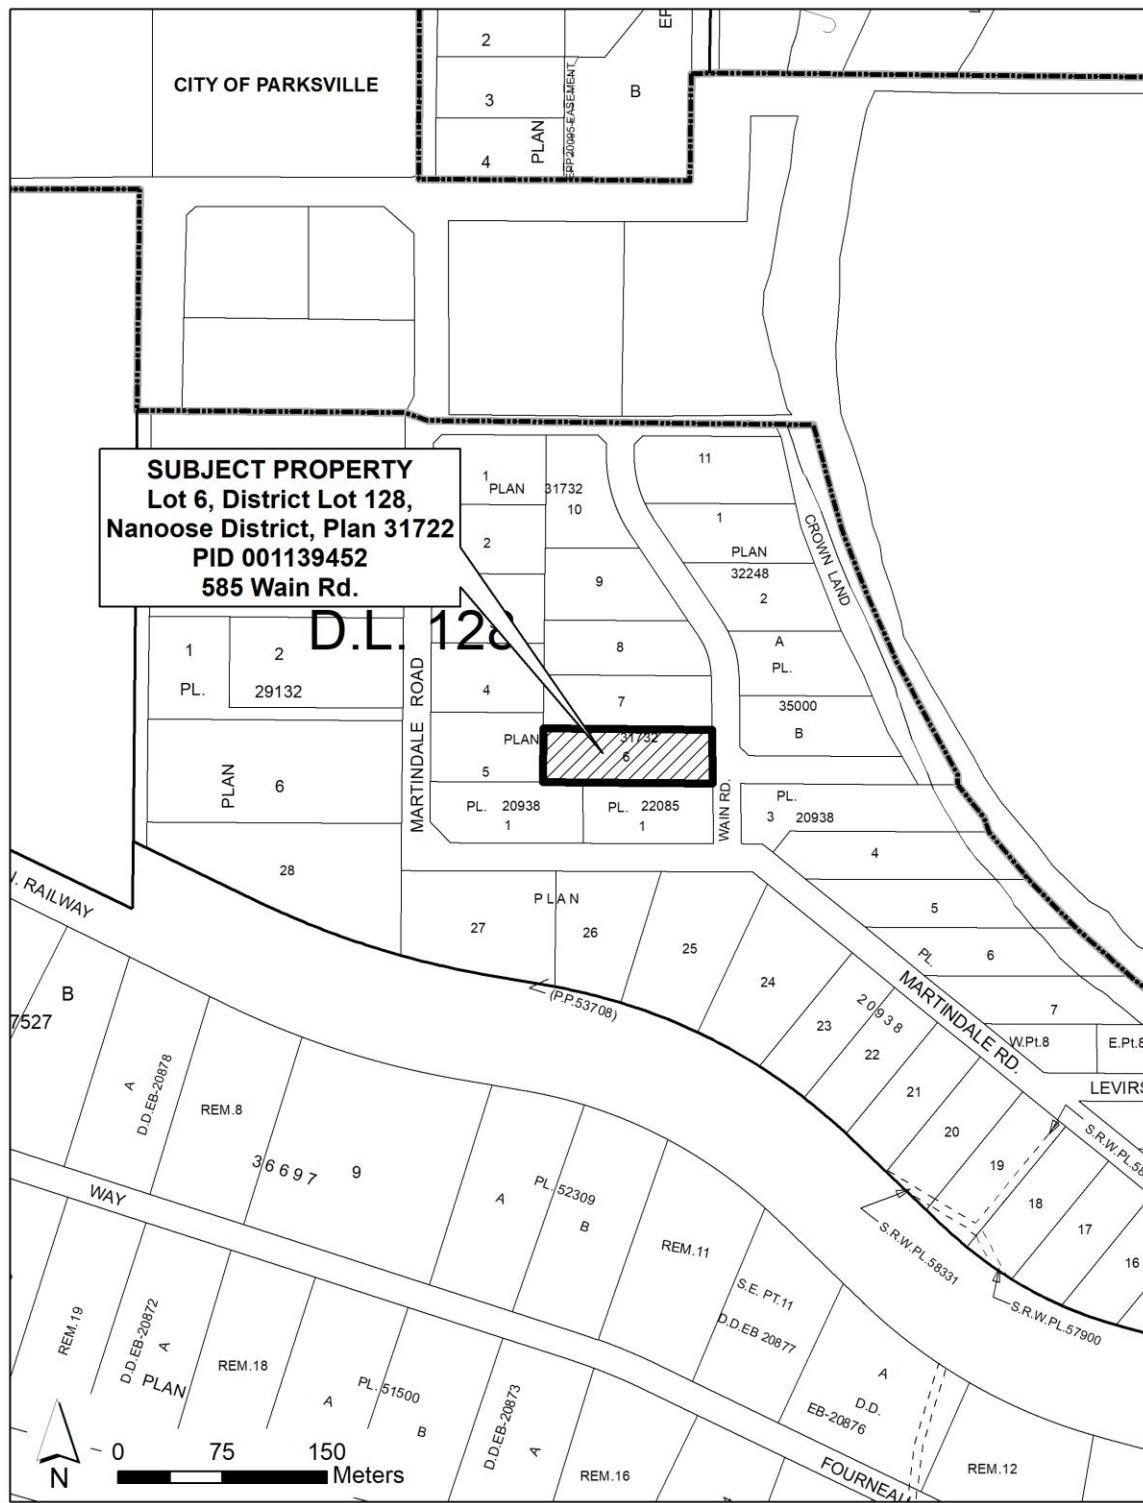 2
CITY OF PARKSVILLE
3
B
4
PLAN
EPP20095-EASEMENT
SUBJECT PROPERTY
Lot 6, District Lot 128,
Nanoose District, Plan 31722
PID 001139452
585 Wain Rd.
1
PLAN 31732
10
11
1
2
PLAN
32248
2
CROWN LAND
9
D.L. 128
8
A
PL.
35000
B
1
2
PL. 29132
4
7
MARTINDALE ROAD
PLAN 31732
6
5
PLAN
6
PL. 20938
1
PL. 22085
1
WAIN RD.
PL.
3 20938
4
28
5
PLAN
27
26
25
24
PL.
6
RAILWAY
B
7527
(P.P.53708)
MARTINDALE RD.
20938
7
23
22
W.Pt.8
E.Pt.8
21
LEVIRS
A
D.D.EB-20878
REM.8
20
19
18
17
16
S.R.W.PL.58
36697
9
WAY
A
PL. 52309
B
REM.11
S.R.W.PL.58331
S.R.W.PL.57900
S.E. PT.11
D.D.EB 20877
REM.19
D.D.EB-20872
A
PLAN
REM.18
A
PL. 51500
B
D.D.EB-20873
A
A
D.D.
EB-20876
REM.16
FOURNEAU
REM.12
N
0 75 150
Meters